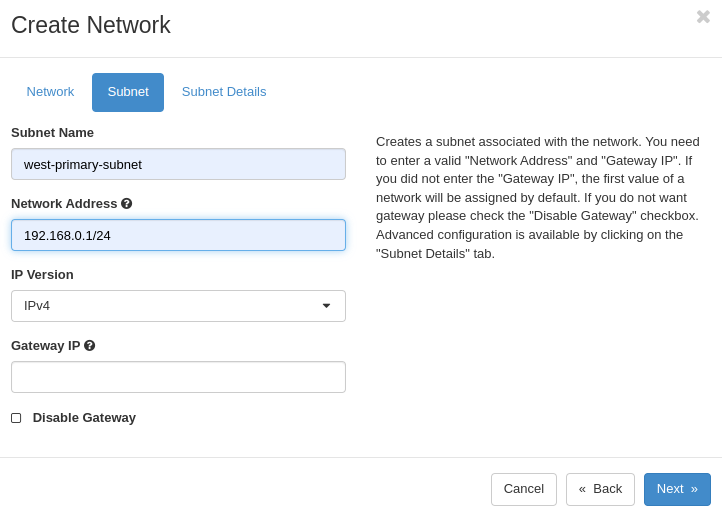 Create Network
Network
Subnet
Subnet Details
Subnet Name
west-primary-subnet
Network Address
192.168.0.1/24
IP Version
IPv4
Gateway IP
Disable Gateway
Creates a subnet associated with the network. You need
to enter a valid "Network Address" and "Gateway IP". If
you did not enter the "Gateway IP", the first value of a
network will be assigned by default. If you do not want
gateway please check the "Disable Gateway" checkbox.
Advanced configuration is available by clicking on the
"Subnet Details" tab.
Cancel
« Back
Next »